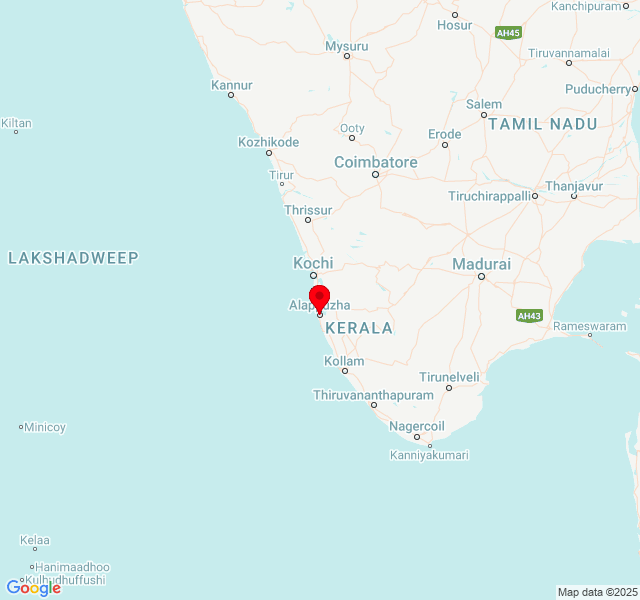 Kanchipuram
Hosur
AH45
Mysuru
Tiruvannamalai
Kannur
Puducherry
Salem
Kiltan
TAMIL NADU
Ooty
Erode
Kozhikode
Coimbatore
Tirur
Thanjavur
Tiruchirappalli
Thrissur
LAKSHADWEEP
Kochi
Madurai
Alappuzha
AH43
KERALA
Rameswaram
Kollam
Tirunelveli
Thiruvananthapuram
Minicoy
Nagercoil
Kanniyakumari
Kelaa
Hanimaadhoo
Kulhudhuffushi
Google
Map data ©2025